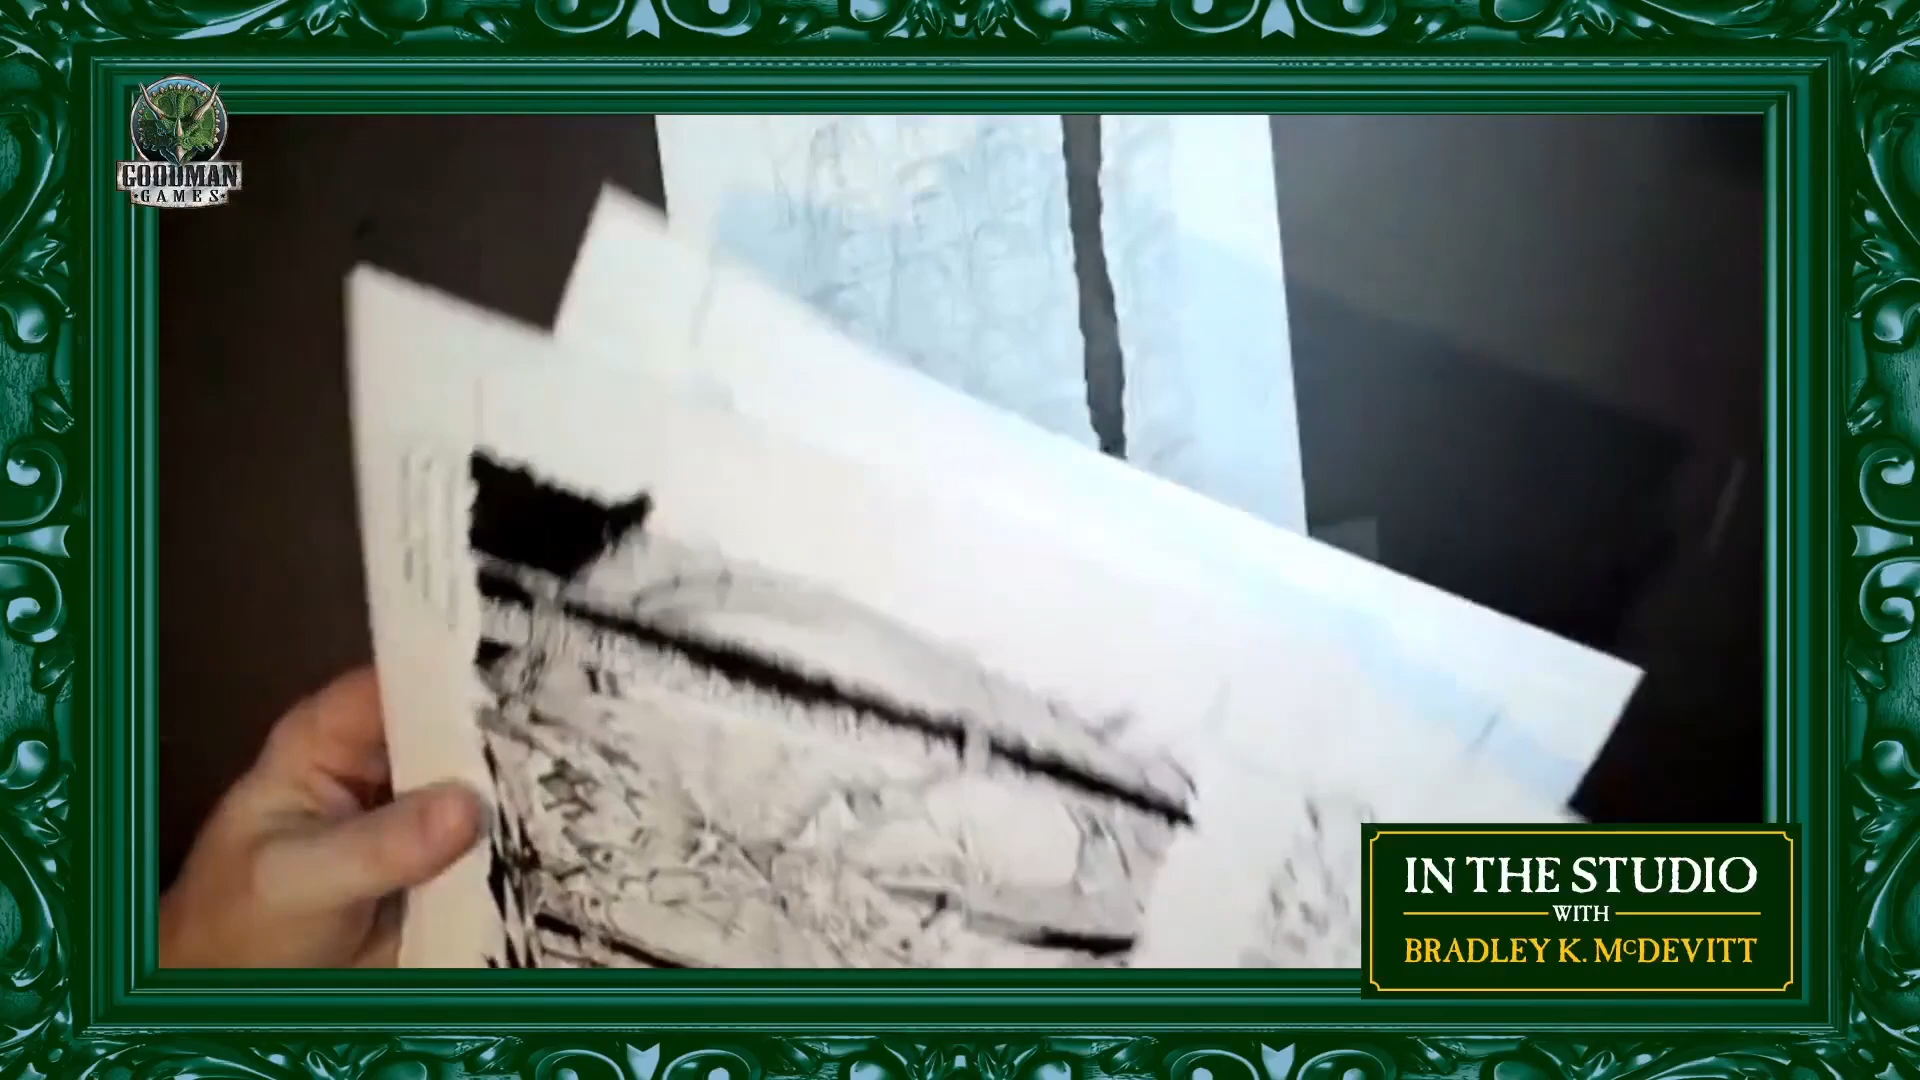 GOODMAN
GAMES
IN THE STUDIO
WITH
BRADLEY K. McDEVITT